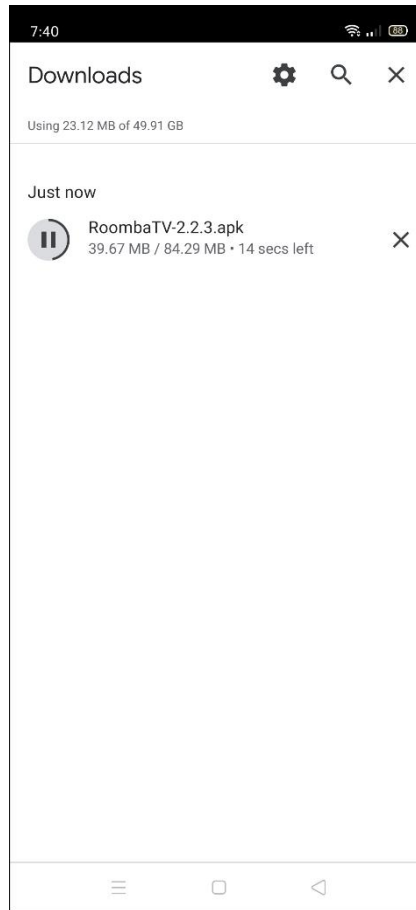 7:40
88
Downloads
Using 23.12 MB of 49.91 GB
Just now
RoombaTV-2.2.3.apk
39.67 MB / 84.29 MB • 14 secs left